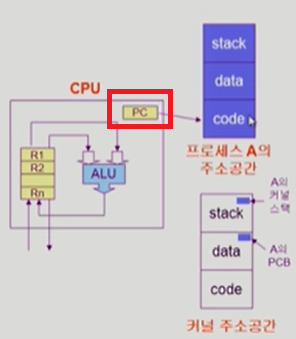 CPU
PC
R1
R2
Rn
ALU
stack
data
code
프로세스 A의
주소공간
stack
data
code
A의
커널
스택
A의
PCB
커널 주소공간